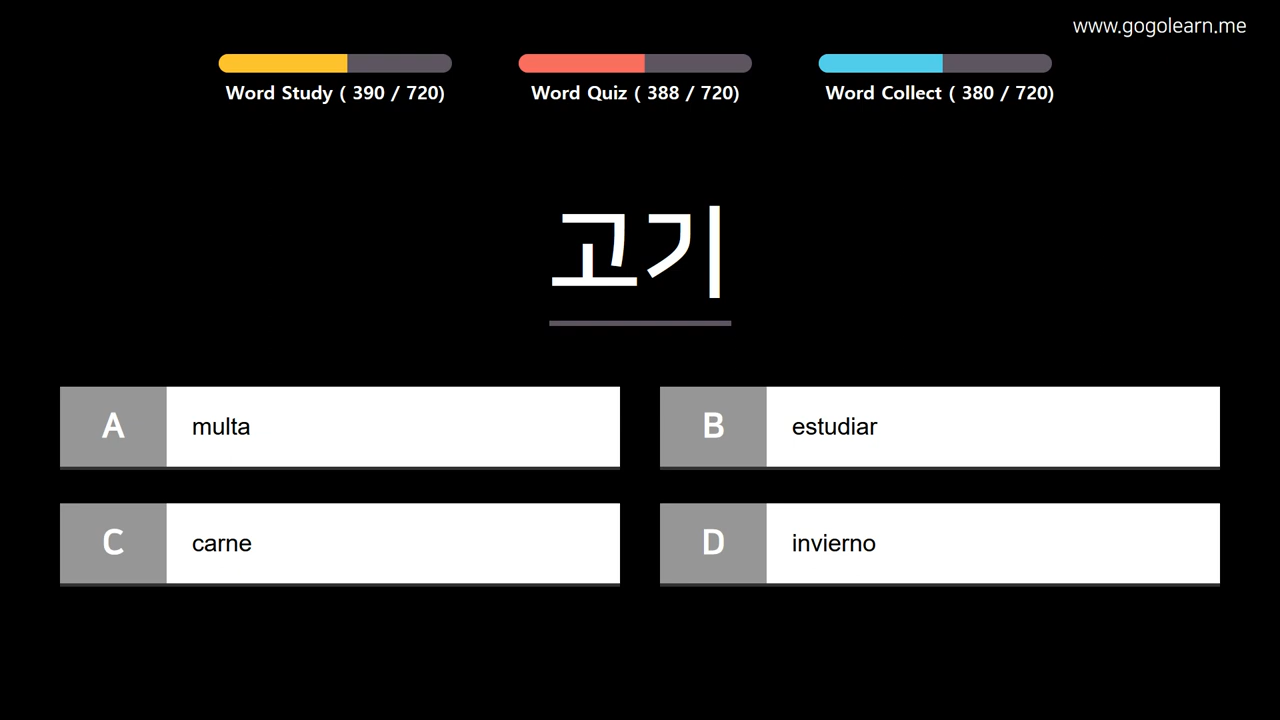 www.gogolearn.me
Word Study ( 390 / 720)
Word Quiz ( 388 / 720)
Word Collect ( 380 / 720)
고기
A multa
B estudiar
C carne
D invierno